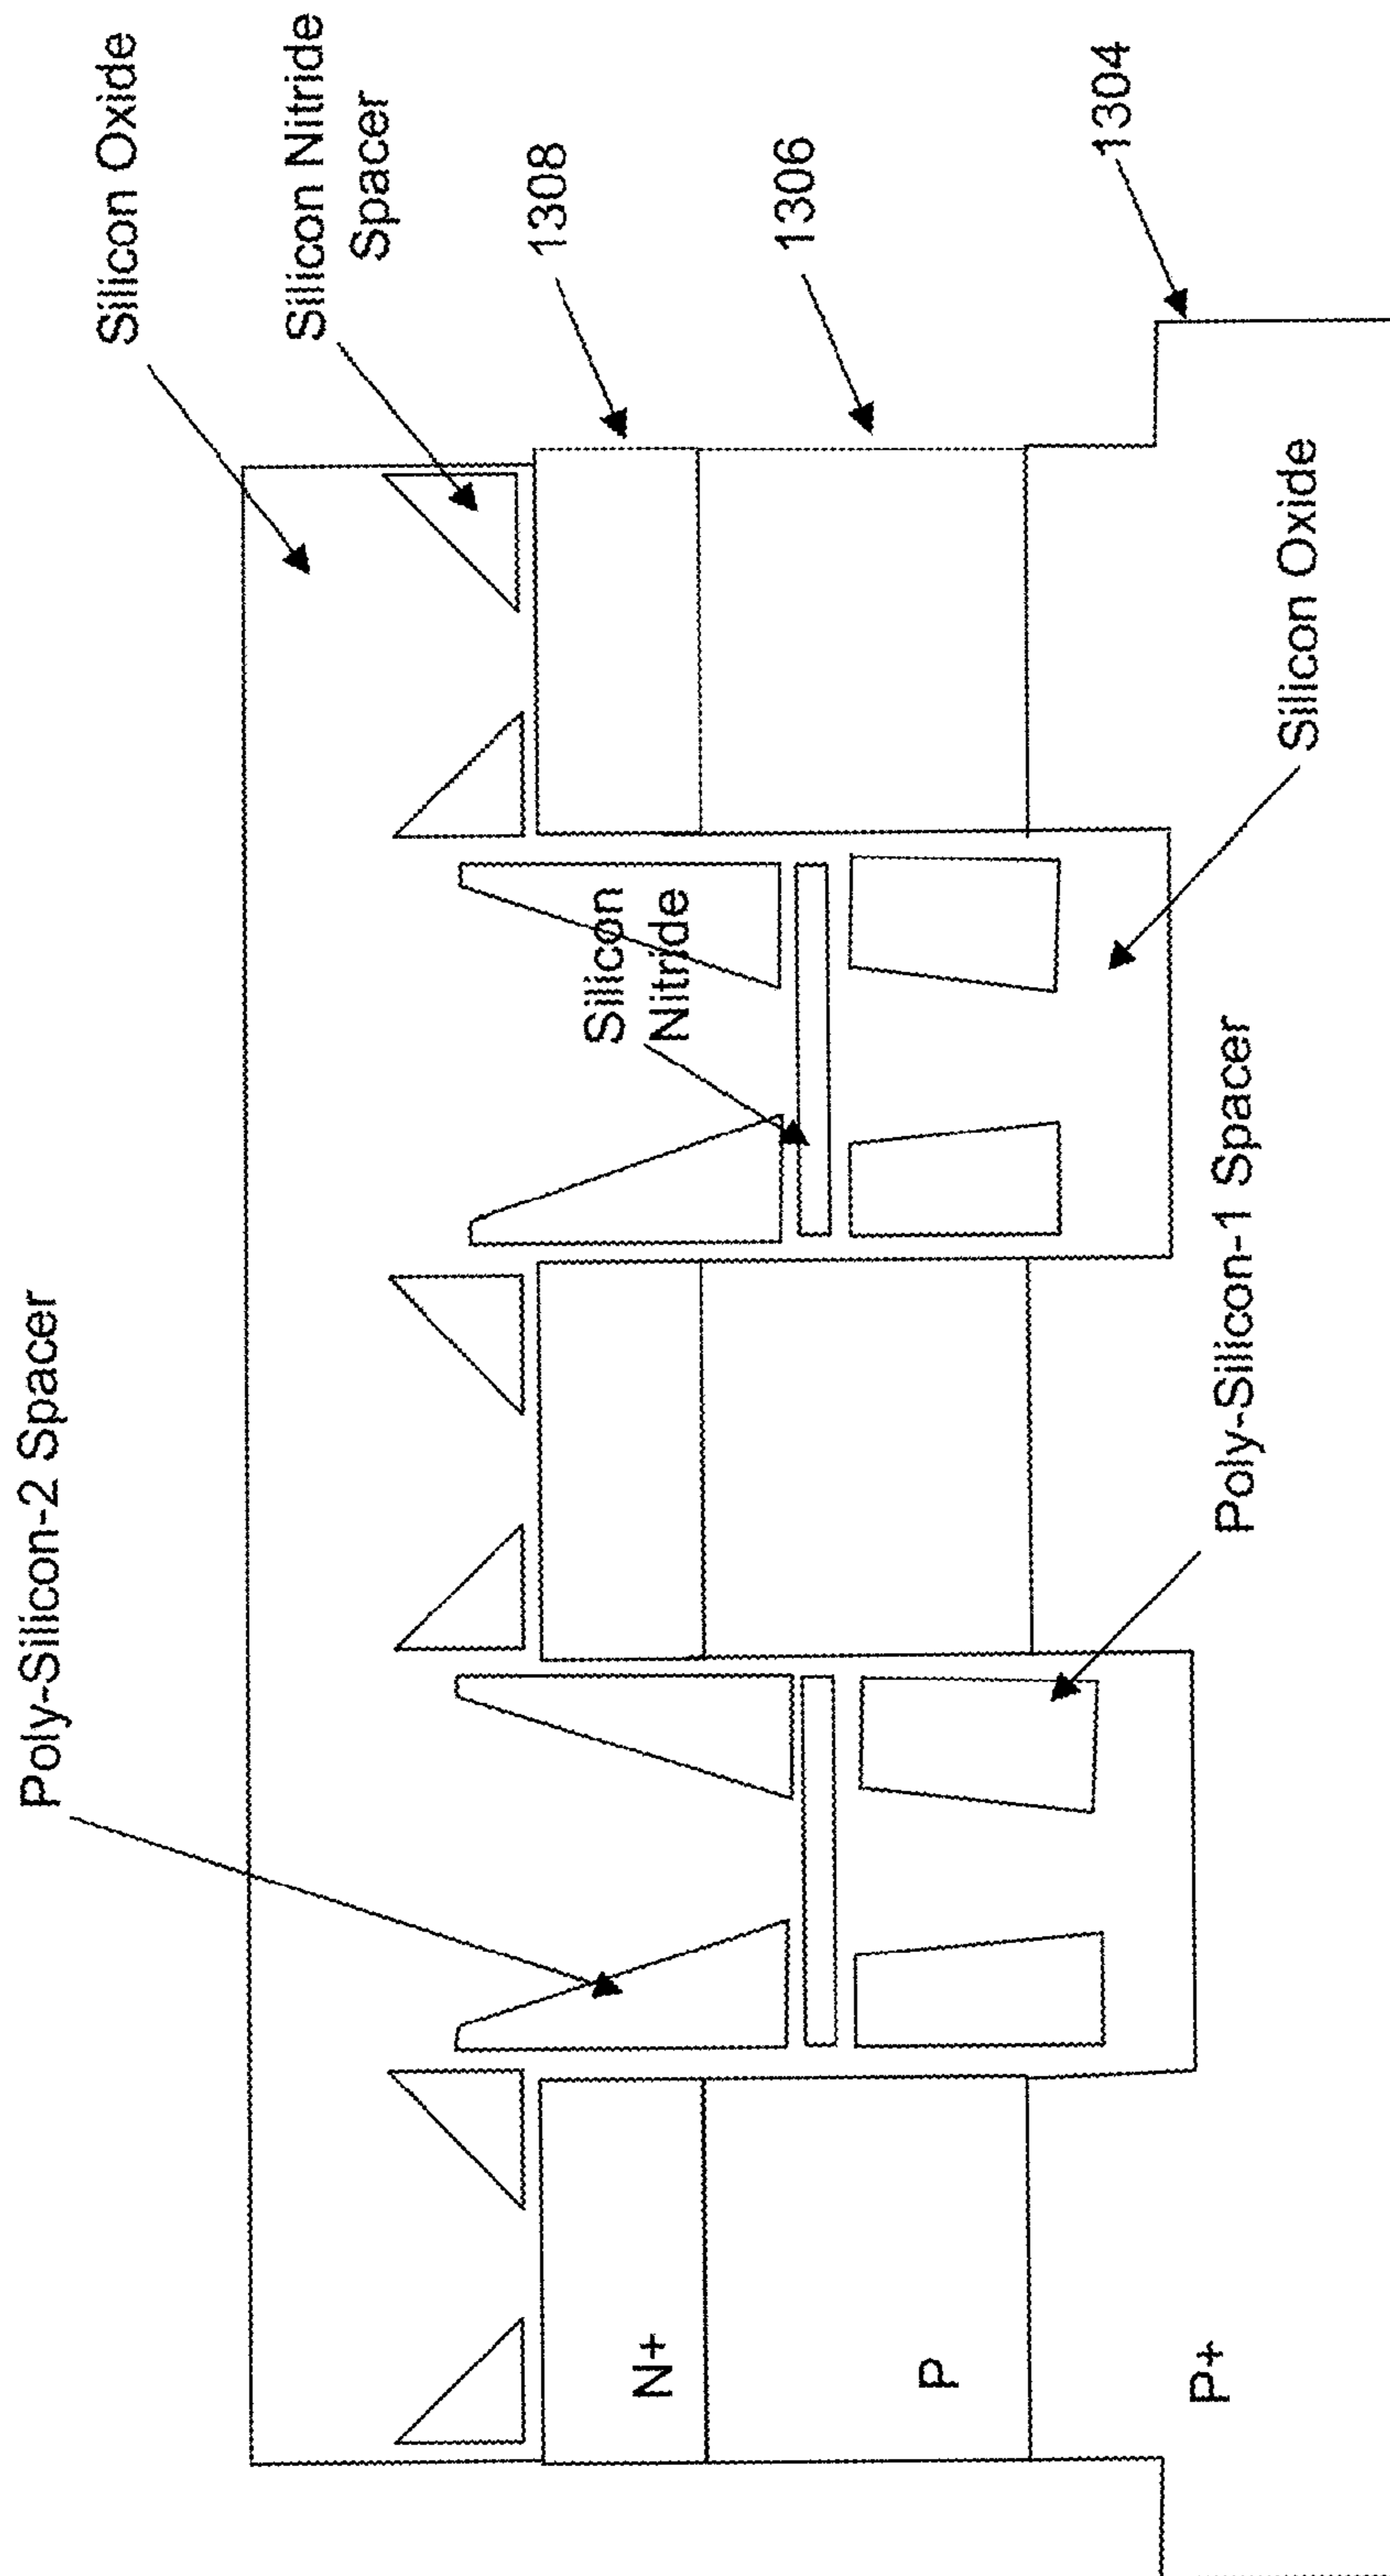 Poly-Silicon-2 Spacer
Silicon Oxide
Silicon Nitride
Spacer
1308
1306
1304
Silicon
Nitride
N+
P
P+
Poly-Silicon-1 Spacer
Silicon Oxide